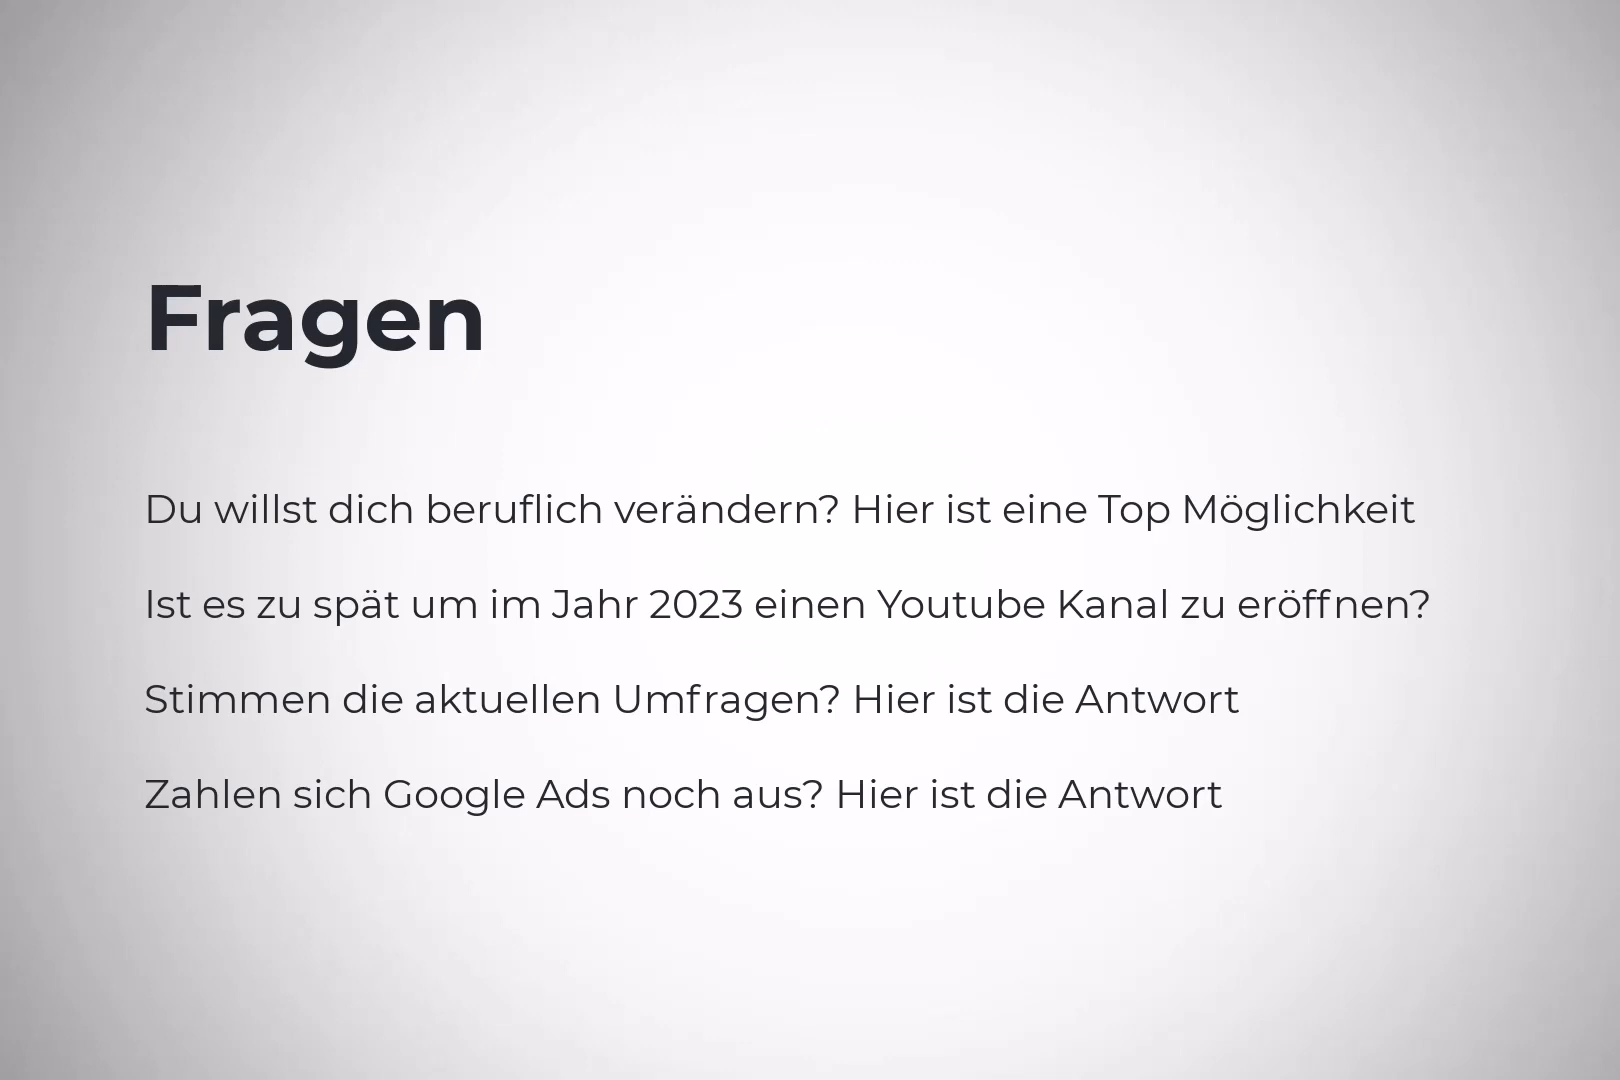 Fragen
Du willst dich beruflich verändern? Hier ist eine Top Möglichkeit
Ist es zu spät um im Jahr 2023 einen Youtube Kanal zu eröffnen?
Stimmen die aktuellen Umfragen? Hier ist die Antwort
Zahlen sich Google Ads noch aus? Hier ist die Antwort